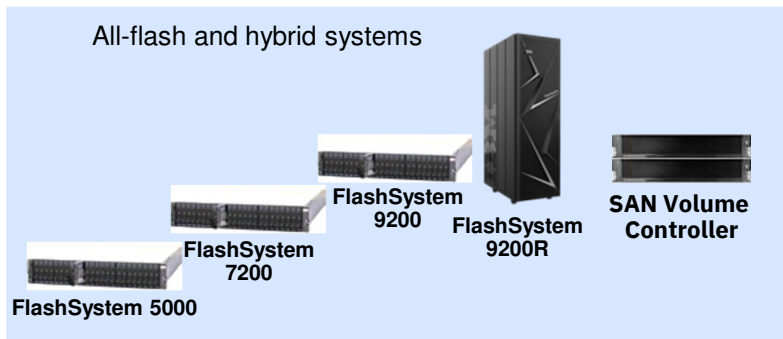 All-flash and hybrid systems
FlashSystem
9200
FlashSystem
9200R
SAN Volume
Controller
FlashSystem
7200
FlashSystem 5000